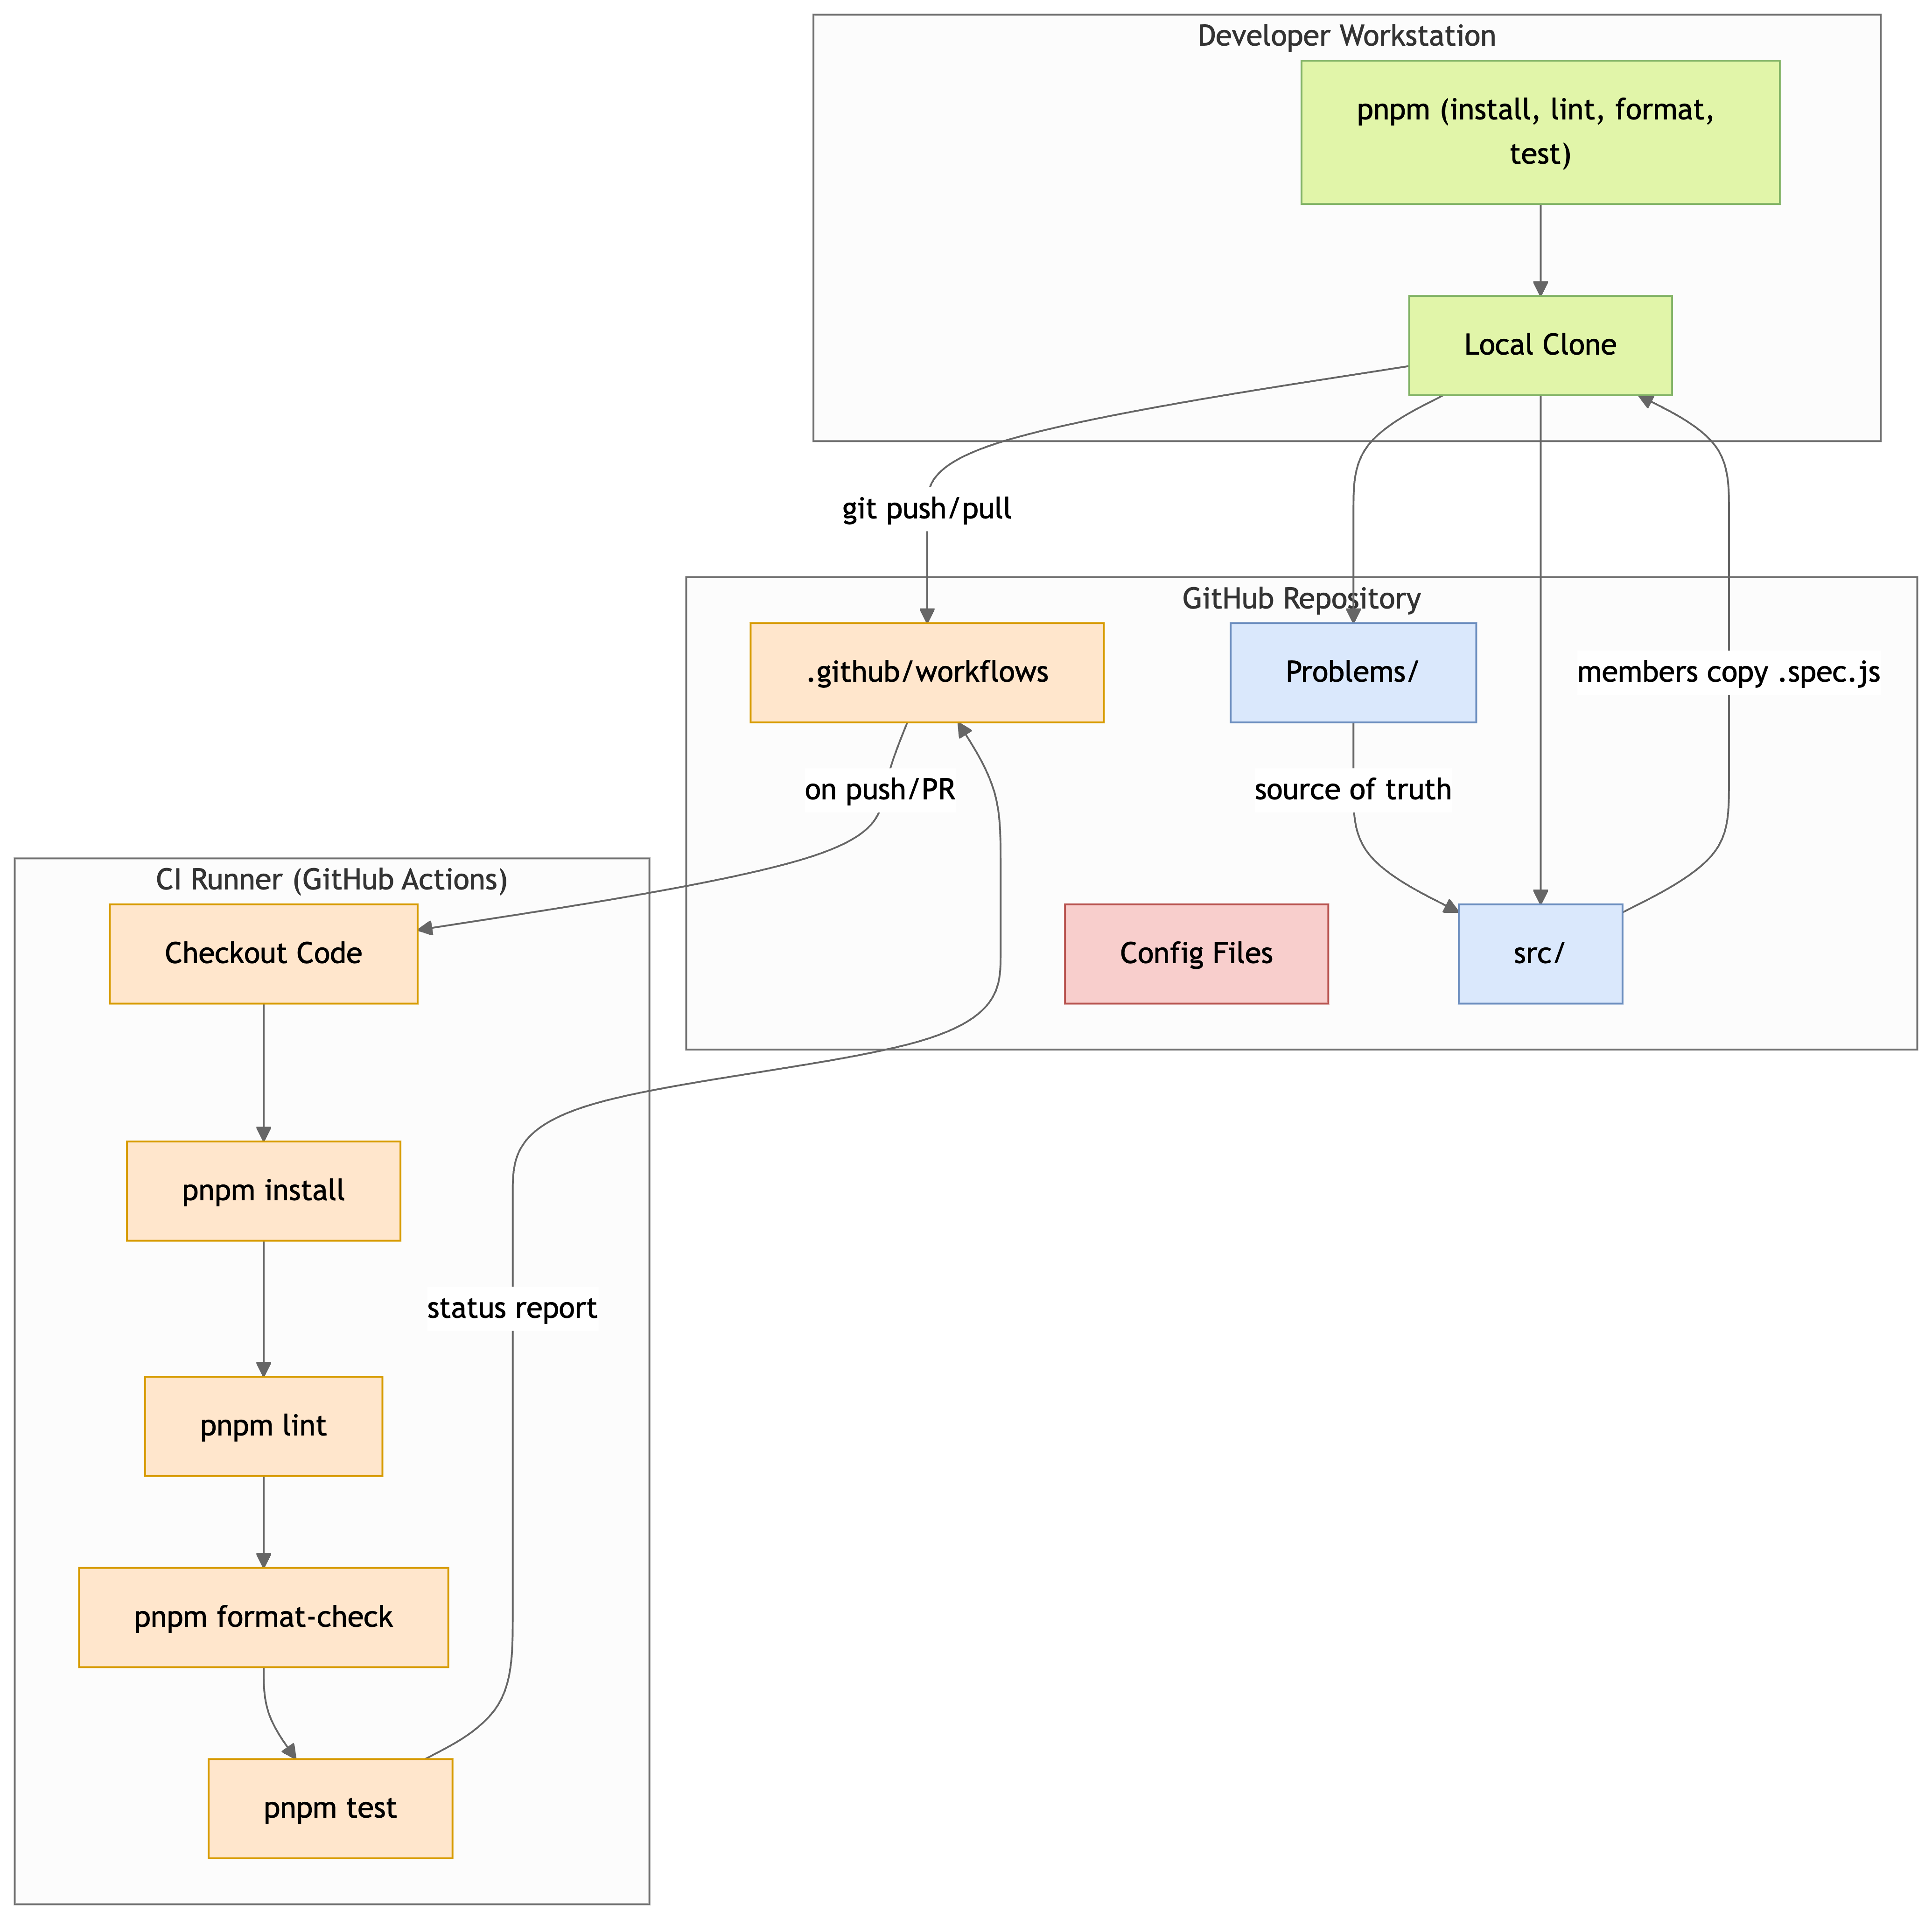 Developer Workstation
pnpm (install, lint, format,
test)
Local Clone
git push/pull
GitHub Repository
.github/workflows
Problems/
members copy .spec.js
on push/PR
source of truth
CI Runner (GitHub Actions)
Checkout Code
Config Files
src/
pnpm install
status report
pnpm lint
pnpm format-check
pnpm test